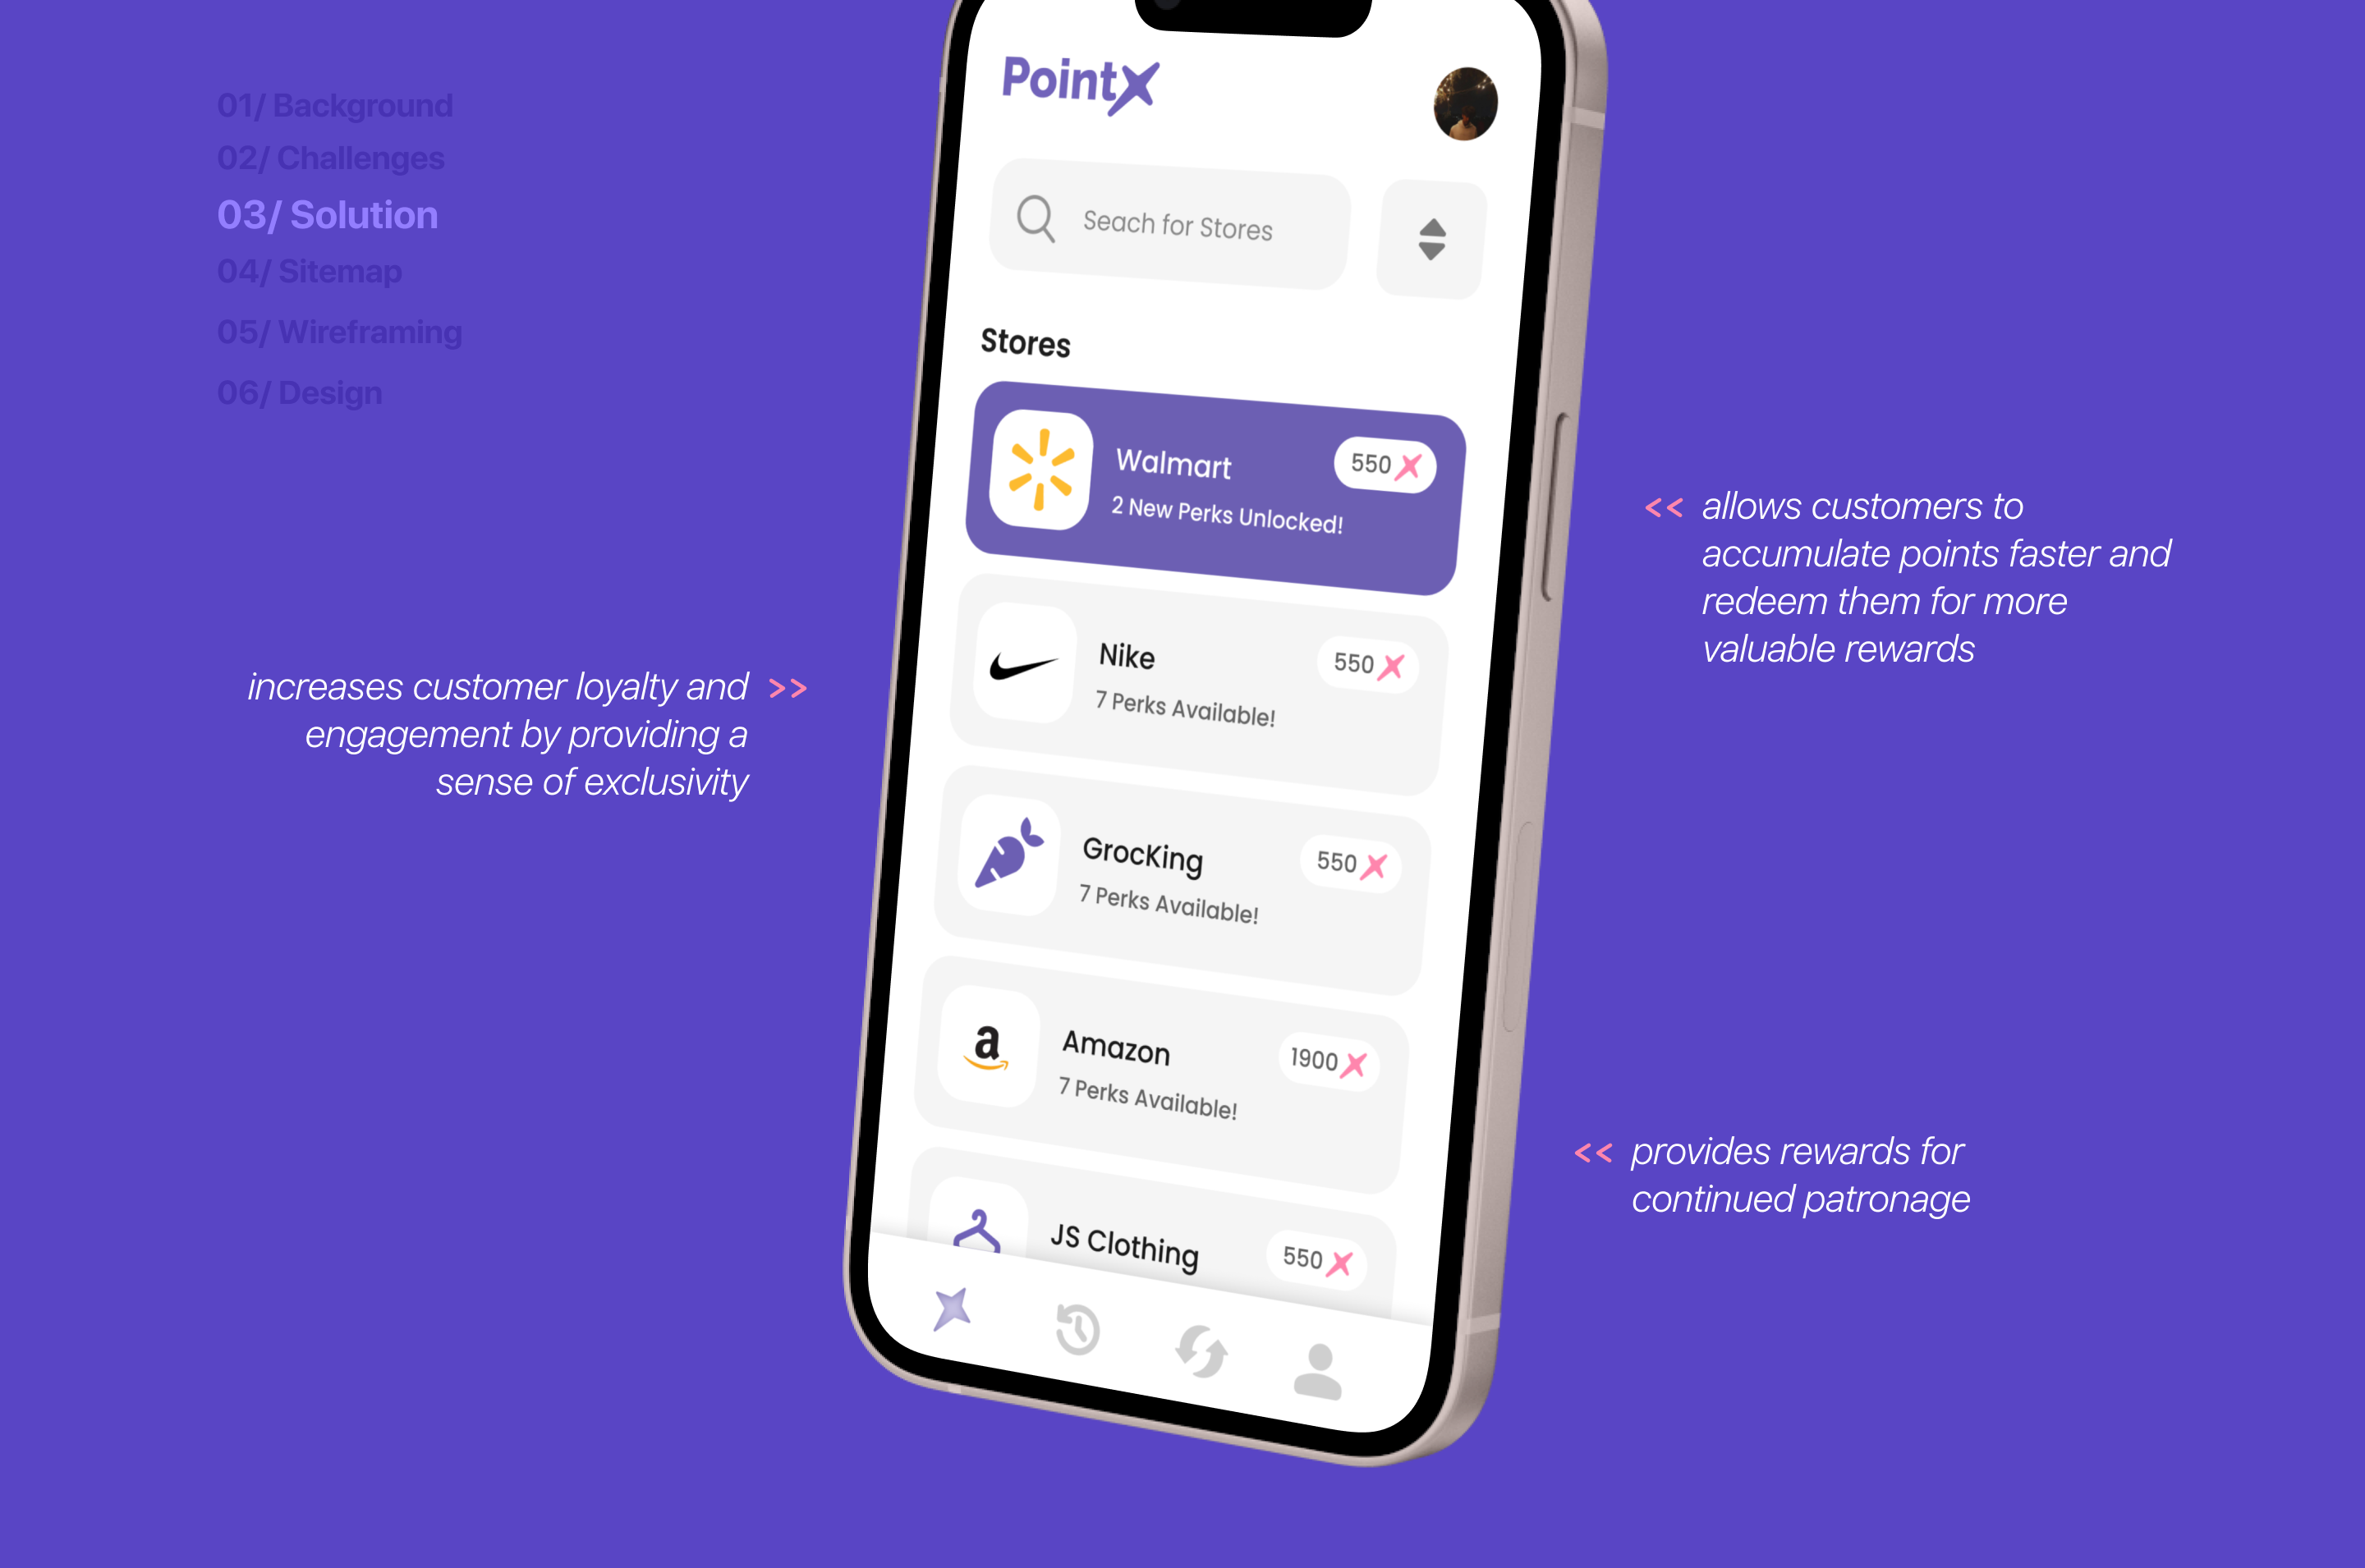 01/ Background
02/ Challenges
03/ Solution
04/ Sitemap
05/ Wireframing
06/ Design
increases customer loyalty and >>
engagement by providing a
sense of exclusivity
PointX
Seach for Stores
Stores
Walmart 550
2 New Perks Unlocked!
Nike 550
7 Perks Available!
GrocKing 550
7 Perks Available!
a
Amazon 1900
7 Perks Available!
JS Clothing 550
<< allows customers to
accumulate points faster and
redeem them for more
valuable rewards
<< provides rewards for
continued patronage